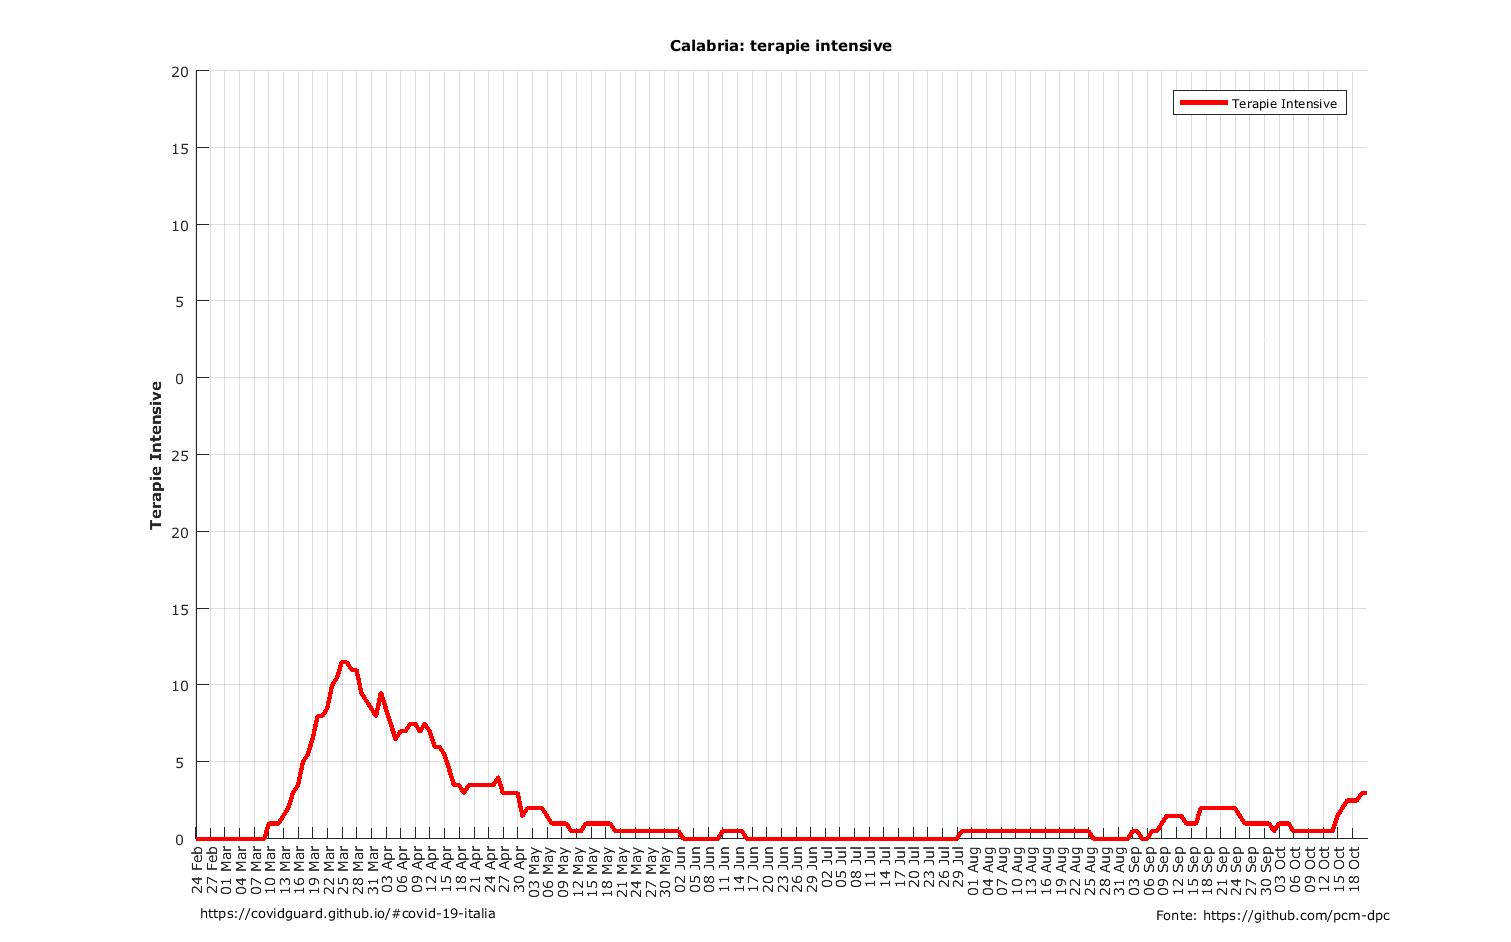 Calabria: terapie intensive
Terapie Intensive
20
15
10
5
0
25
20
15
10
5
0
Terapie Intensive
24 Feb
27 Feb
01 Mar
04 Mar
07 Mar
10 Mar
13 Mar
16 Mar
19 Mar
22 Mar
25 Mar
28 Mar
31 Mar
03 Apr
06 Apr
09 Apr
12 Apr
15 Apr
18 Apr
21 Apr
24 Apr
27 Apr
30 Apr
03 May
06 May
09 May
12 May
15 May
18 May
21 May
24 May
27 May
30 May
02 Jun
05 Jun
08 Jun
11 Jun
14 Jun
17 Jun
20 Jun
23 Jun
26 Jun
29 Jun
02 Jul
05 Jul
08 Jul
11 Jul
14 Jul
17 Jul
20 Jul
23 Jul
26 Jul
29 Jul
01 Aug
04 Aug
07 Aug
10 Aug
13 Aug
16 Aug
19 Aug
22 Aug
25 Aug
28 Aug
31 Aug
03 Sep
06 Sep
09 Sep
12 Sep
15 Sep
18 Sep
21 Sep
24 Sep
27 Sep
30 Sep
03 Oct
06 Oct
09 Oct
12 Oct
15 Oct
18 Oct
https://covidguard.github.io/#covid-19-italia
Fonte: https://github.com/pcm-dpc